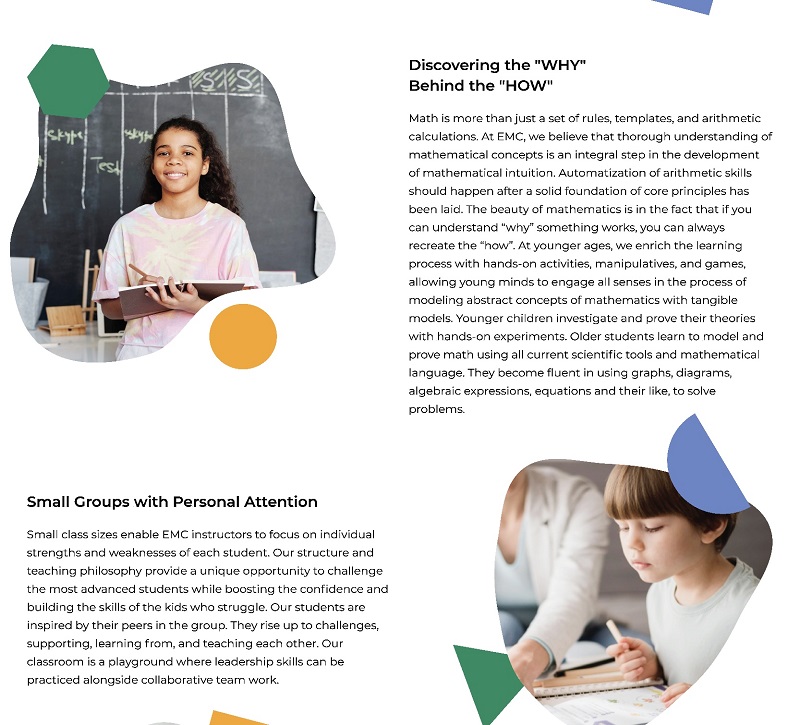 SIS
skype
skype
Test
Discovering the "WHY"
Behind the "HOW"
Math is more than just a set of rules, templates, and arithmetic
calculations. At EMC, we believe that thorough understanding of
mathematical concepts is an integral step in the development
of mathematical intuition. Automatization of arithmetic skills
should happen after a solid foundation of core principles has
been laid. The beauty of mathematics is in the fact that if you
can understand “why” something works, you can always
recreate the “how”. At younger ages, we enrich the learning
process with hands-on activities, manipulatives, and games,
allowing young minds to engage all senses in the process of
modeling abstract concepts of mathematics with tangible
models. Younger children investigate and prove their theories
with hands-on experiments. Older students learn to model and
prove math using all current scientific tools and mathematical
language. They become fluent in using graphs, diagrams,
algebraic expressions, equations and their like, to solve
problems.
Small Groups with Personal Attention
Small class sizes enable EMC instructors to focus on individual
strengths and weaknesses of each student. Our structure and
teaching philosophy provide a unique opportunity to challenge
the most advanced students while boosting the confidence and
building the skills of the kids who struggle. Our students are
inspired by their peers in the group. They rise up to challenges,
supporting, learning from, and teaching each other. Our
classroom is a playground where leadership skills can be
practiced alongside collaborative team work.